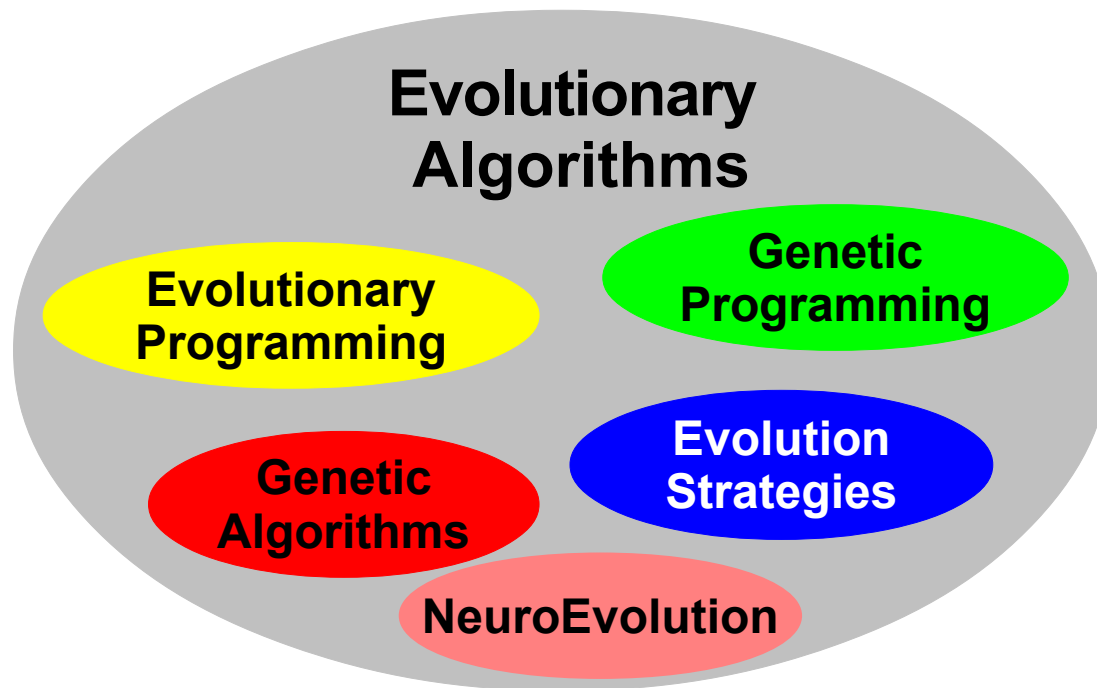 Evolutionary
Algorithms
Genetic
Programming
Evolutionary
Programming
Evolution
Strategies
Genetic
Algorithms
NeuroEvolution